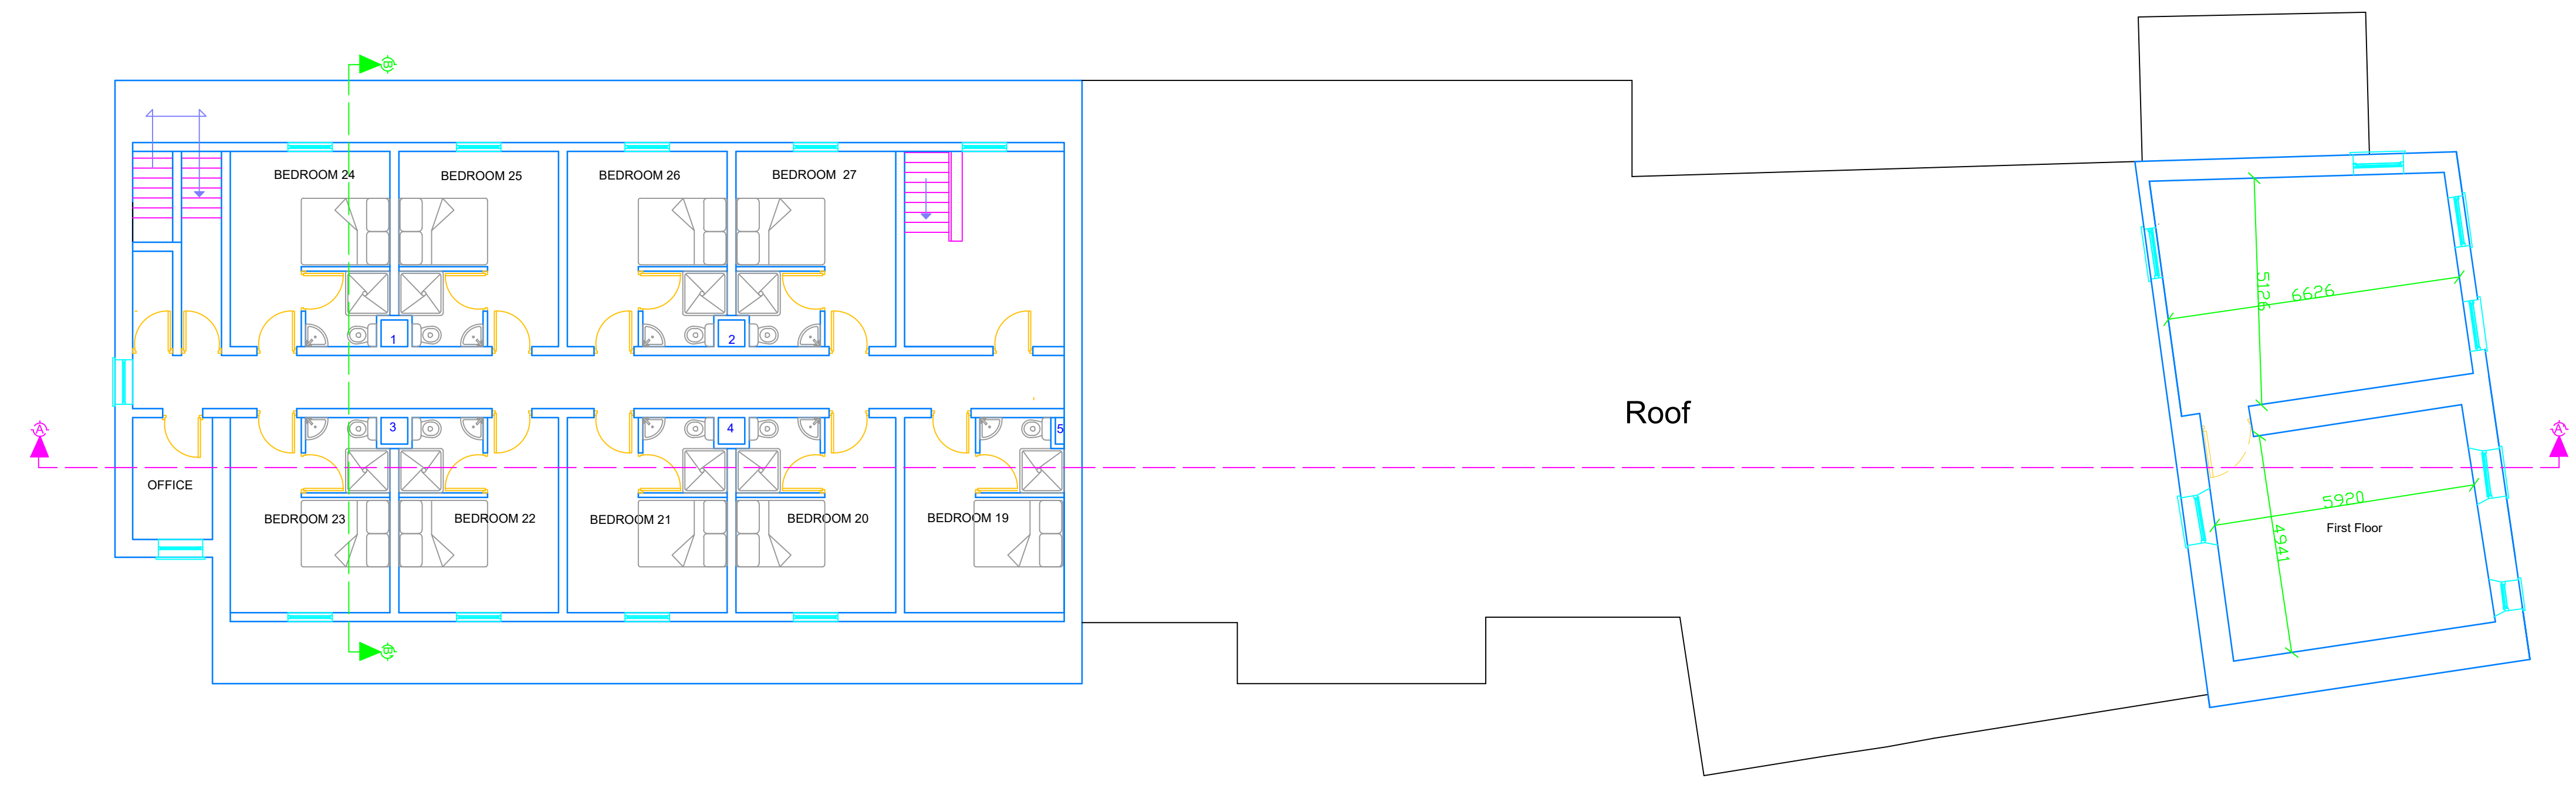 B
BEDROOM 24
BEDROOM 25
BEDROOM 26
BEDROOM 27
5126
6626
1
2
A
3
4
5
Roof
A
OFFICE
BEDROOM 23
BEDROOM 22
BEDROOM 21
BEDROOM 20
BEDROOM 19
5920
4941
First Floor
B